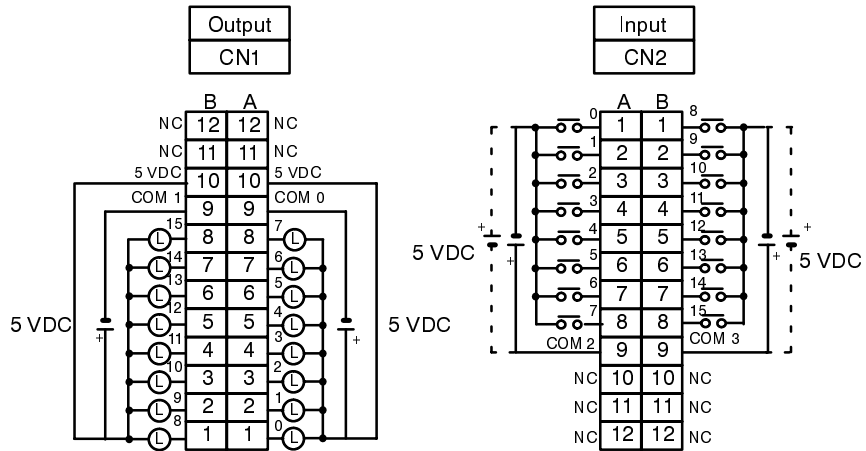 Output
CN1
B A
NC 12 12 NC
NC 11 11 NC
5 VDC 10 10 5 VDC
COM 1 9 9 COM 0
15 L 8 8 7 L
14 L 7 7 6 L
13 L 6 6 5 L
12 L 5 5 4 L
11 L 4 4 3 L
10 L 3 3 2 L
9 L 2 2 1 L
8 L 1 1 0 L
5 VDC + + 5 VDC
Input
CN2
A B
0 1 1 8
1 2 2 9
2 3 3 10
3 4 4 11
4 5 5 12
5 6 6 13
6 7 7 14
7 8 8 15
COM 2 9 9 COM 3
NC 10 10 NC
NC 11 11 NC
NC 12 12 NC
+ 5 VDC + + + 5 VDC